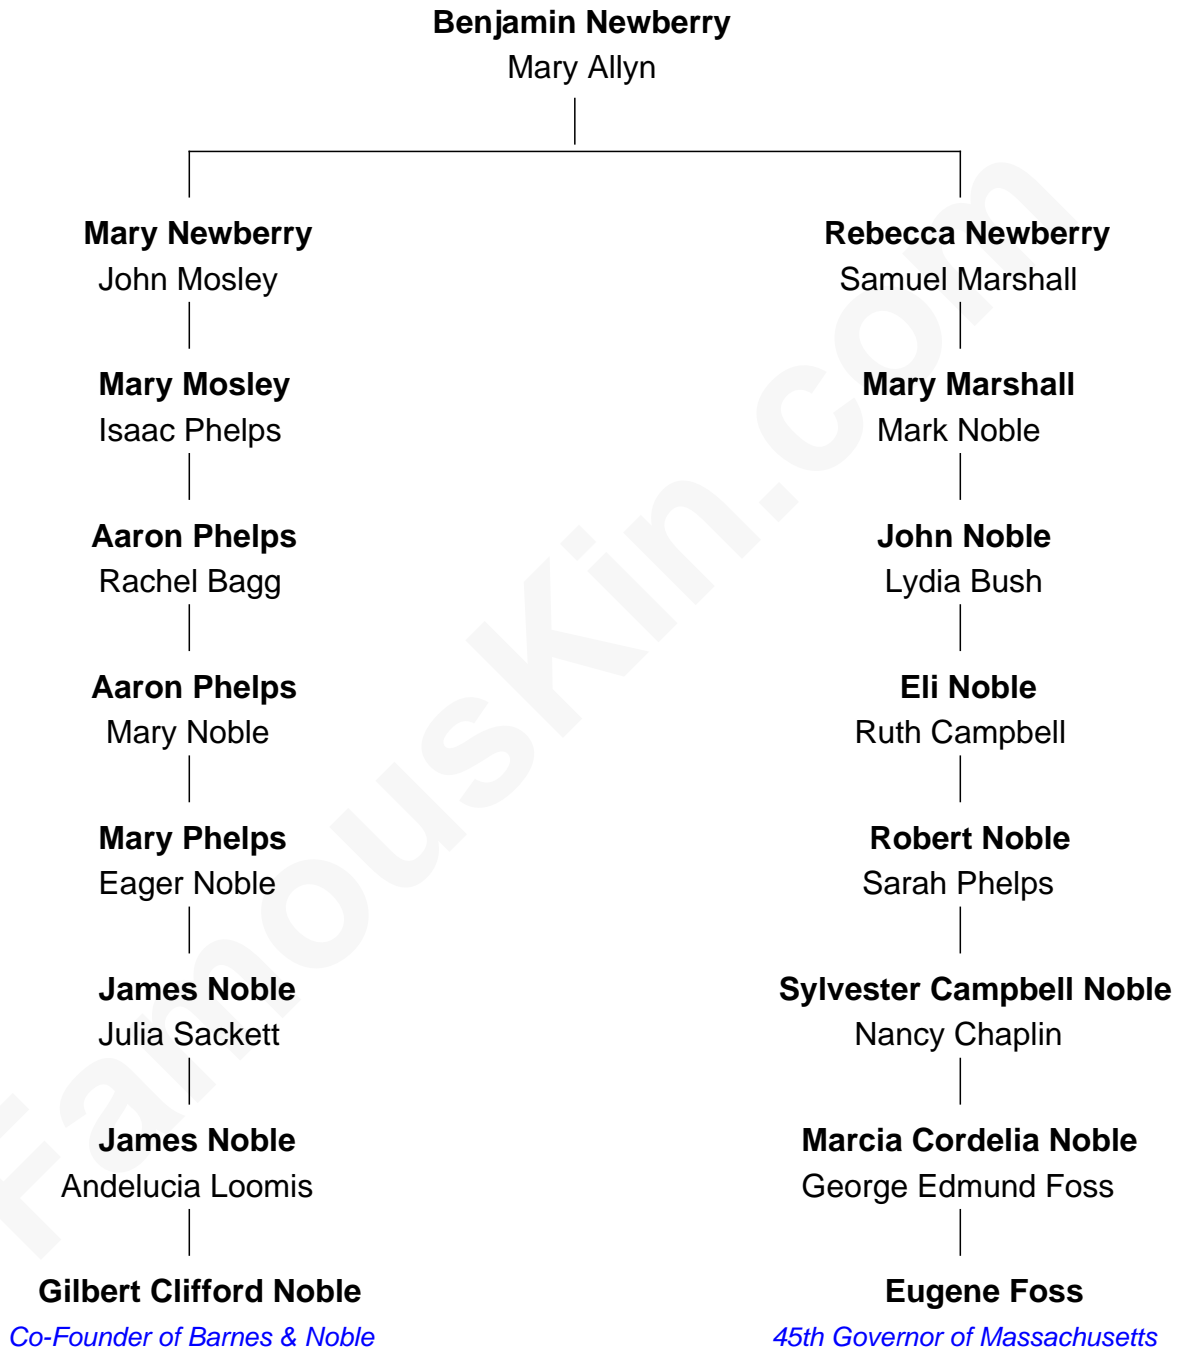 Benjamin Newberry
Mary Allyn
Mary Newberry
John Mosley
Rebecca Newberry
Samuel Marshall
Mary Mosley
Isaac Phelps
Mary Marshall
Mark Noble
Aaron Phelps
Rachel Bagg
John Noble
Lydia Bush
Aaron Phelps
Mary Noble
Eli Noble
Ruth Campbell
Mary Phelps
Eager Noble
Robert Noble
Sarah Phelps
James Noble
Julia Sackett
Sylvester Campbell Noble
Nancy Chaplin
James Noble
Andelucia Loomis
Marcia Cordelia Noble
George Edmund Foss
Gilbert Clifford Noble
Co-Founder of Barnes & Noble
Eugene Foss
45th Governor of Massachusetts
FamousKin.com